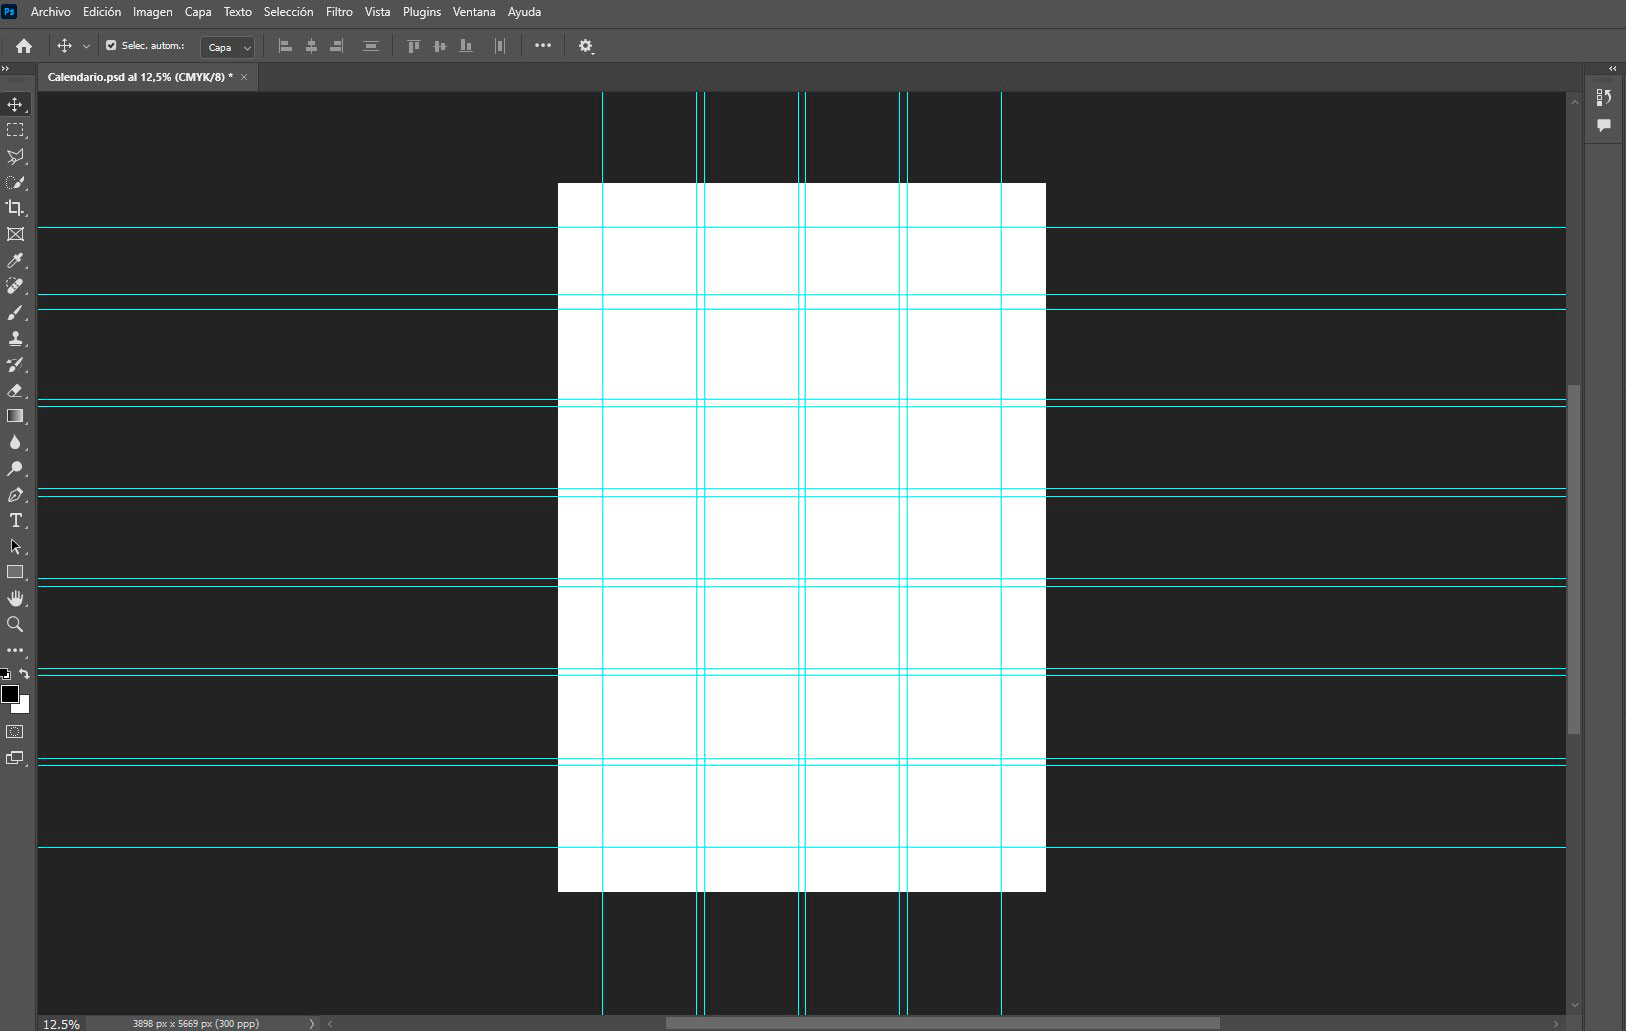 Ps Archivo Edición Imagen Capa Texto Selección Filtro Vista Plugins Ventana Ayuda
Selec. autom.: Capa
Calendario.psd al 12,5% (CMYK/8) * ×
T
12.5% 3898 px x 5669 px (300 ppp)